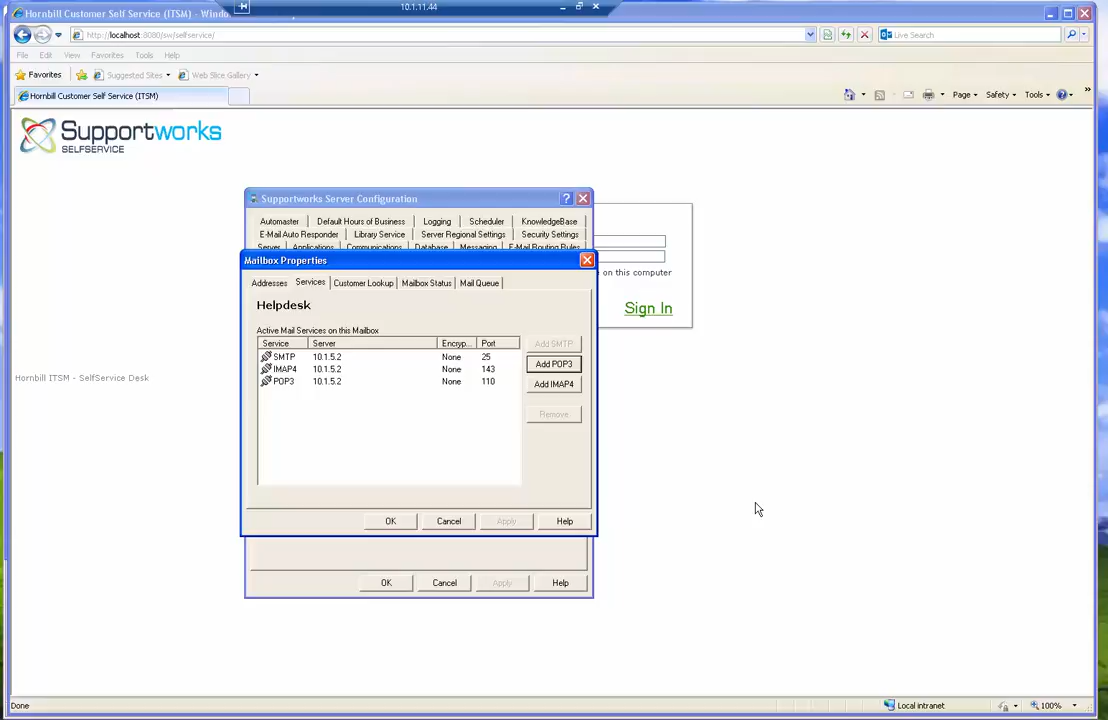 10.1.11.44
Hornbill Customer Self Service (ITSM) - Windo
http://localhost:8080/sw/selfservice/
Live Search
File Edit View Favorites Tools Help
Favorites Suggested Sites Web Slice Gallery
Hornbill Customer Self Service (ITSM)
Page Safety Tools
Supportworks
SELFSERVICE
Supportworks Server Configuration
Automaster Default Hours of Business Logging Scheduler KnowledgeBase
E-Mail Auto Responder Library Service Server Regional Settings Security Settings
Server Applications Communications Database Messaging E-Mail Routing Rules
Mailbox Properties
e on this computer
Addresses Services Customer Lookup Mailbox Status Mail Queue
Helpdesk
Sign In
Active Mail Services on this Mailbox
Service Server Encryp... Port
Add SMTP
SMTP 10.1.5.2 None 25
Add POP3
IMAP4 10.1.5.2 None 143
POP3 10.1.5.2 None 110
Add IMAP4
Hornbill ITSM - SelfService Desk
Remove
OK Cancel Apply Help
OK Cancel Apply Help
Done
Local intranet
100%